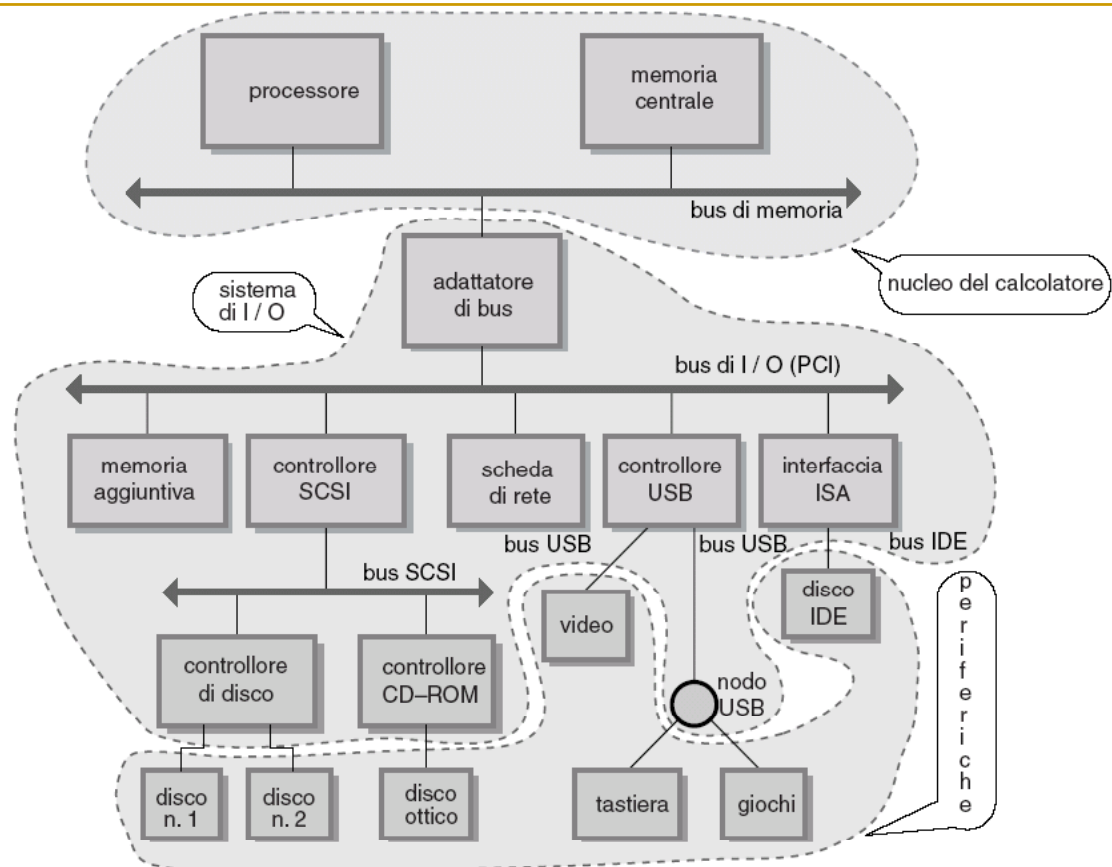 processore
memoria
centrale
bus di memoria
nucleo del calcolatore
sistema
di I / O
adattatore
di bus
bus di I / O (PCI)
memoria
aggiuntiva
controllore
SCSI
scheda
di rete
controllore
USB
interfaccia
ISA
bus USB
bus USB
bus IDE
bus SCSI
video
disco
IDE
periferiche
controllore
di disco
controllore
CD–ROM
nodo
USB
disco
n. 1
disco
n. 2
disco
ottico
tastiera
giochi